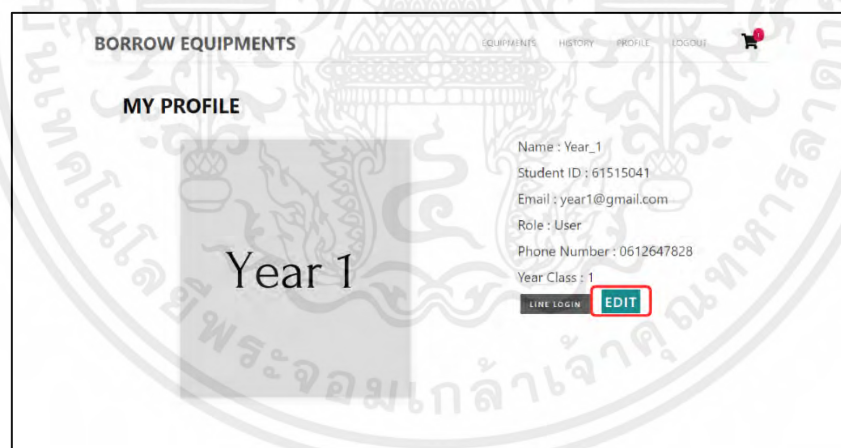 BORROW EQUIPMENTS
EQUIPMENTS HISTORY PROFILE LOGOUT
MY PROFILE
Year 1
Name : Year_1
Student ID : 61515041
Email : year1@gmail.com
Role : User
Phone Number : 0612647828
Year Class : 1
LINE LOGIN EDIT